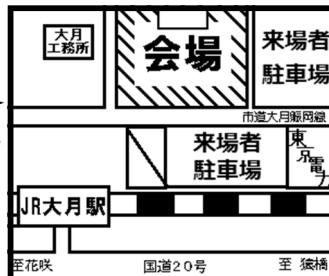 大月
工務所
会場
来場者
駐車場
市道大月賑岡線
来場者
駐車場
東京電力
JR大月駅
至花咲
国道20号
至 猿橋